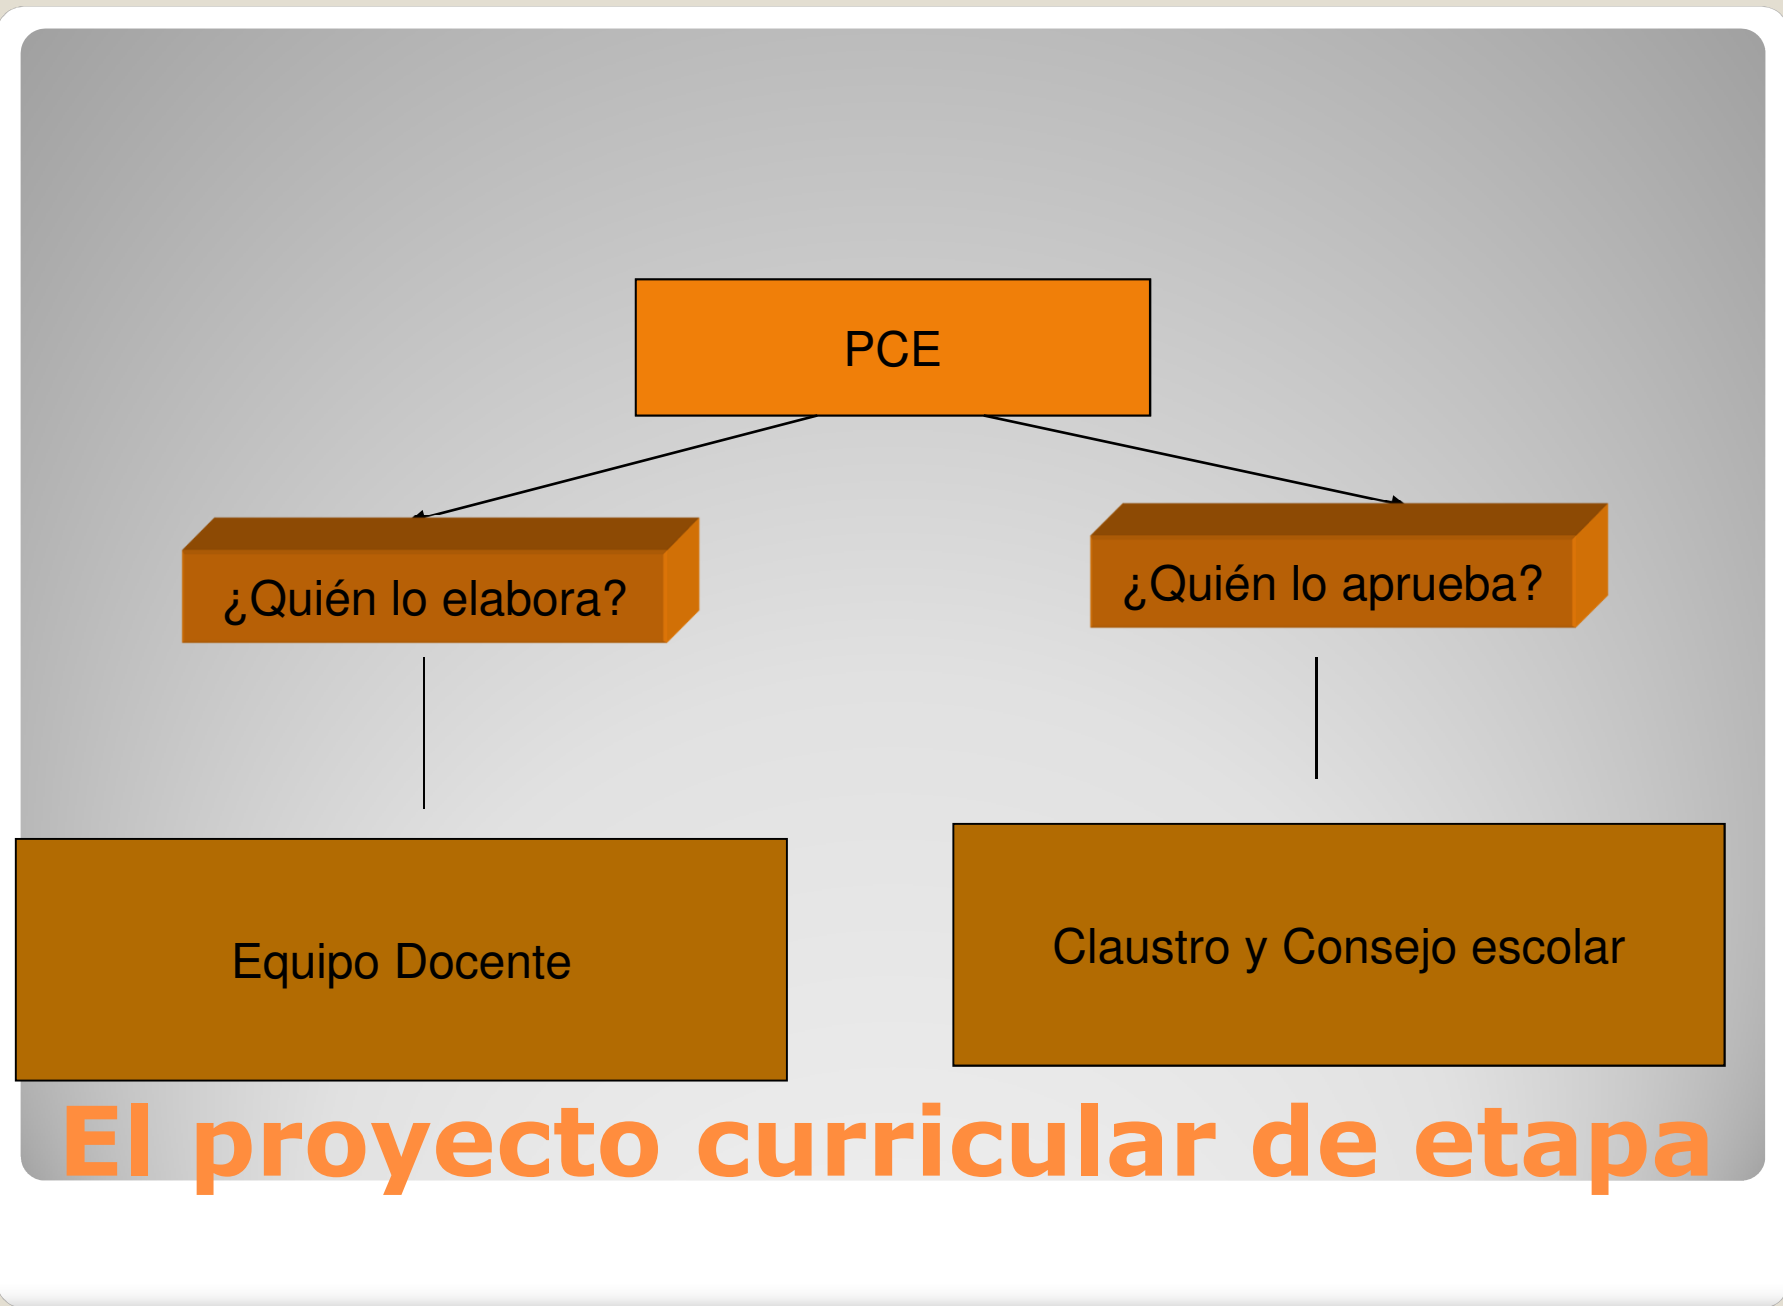 PCE
¿Quién lo elabora?
¿Quién lo aprueba?
Equipo Docente
Claustro y Consejo escolar
El proyecto curricular de etapa